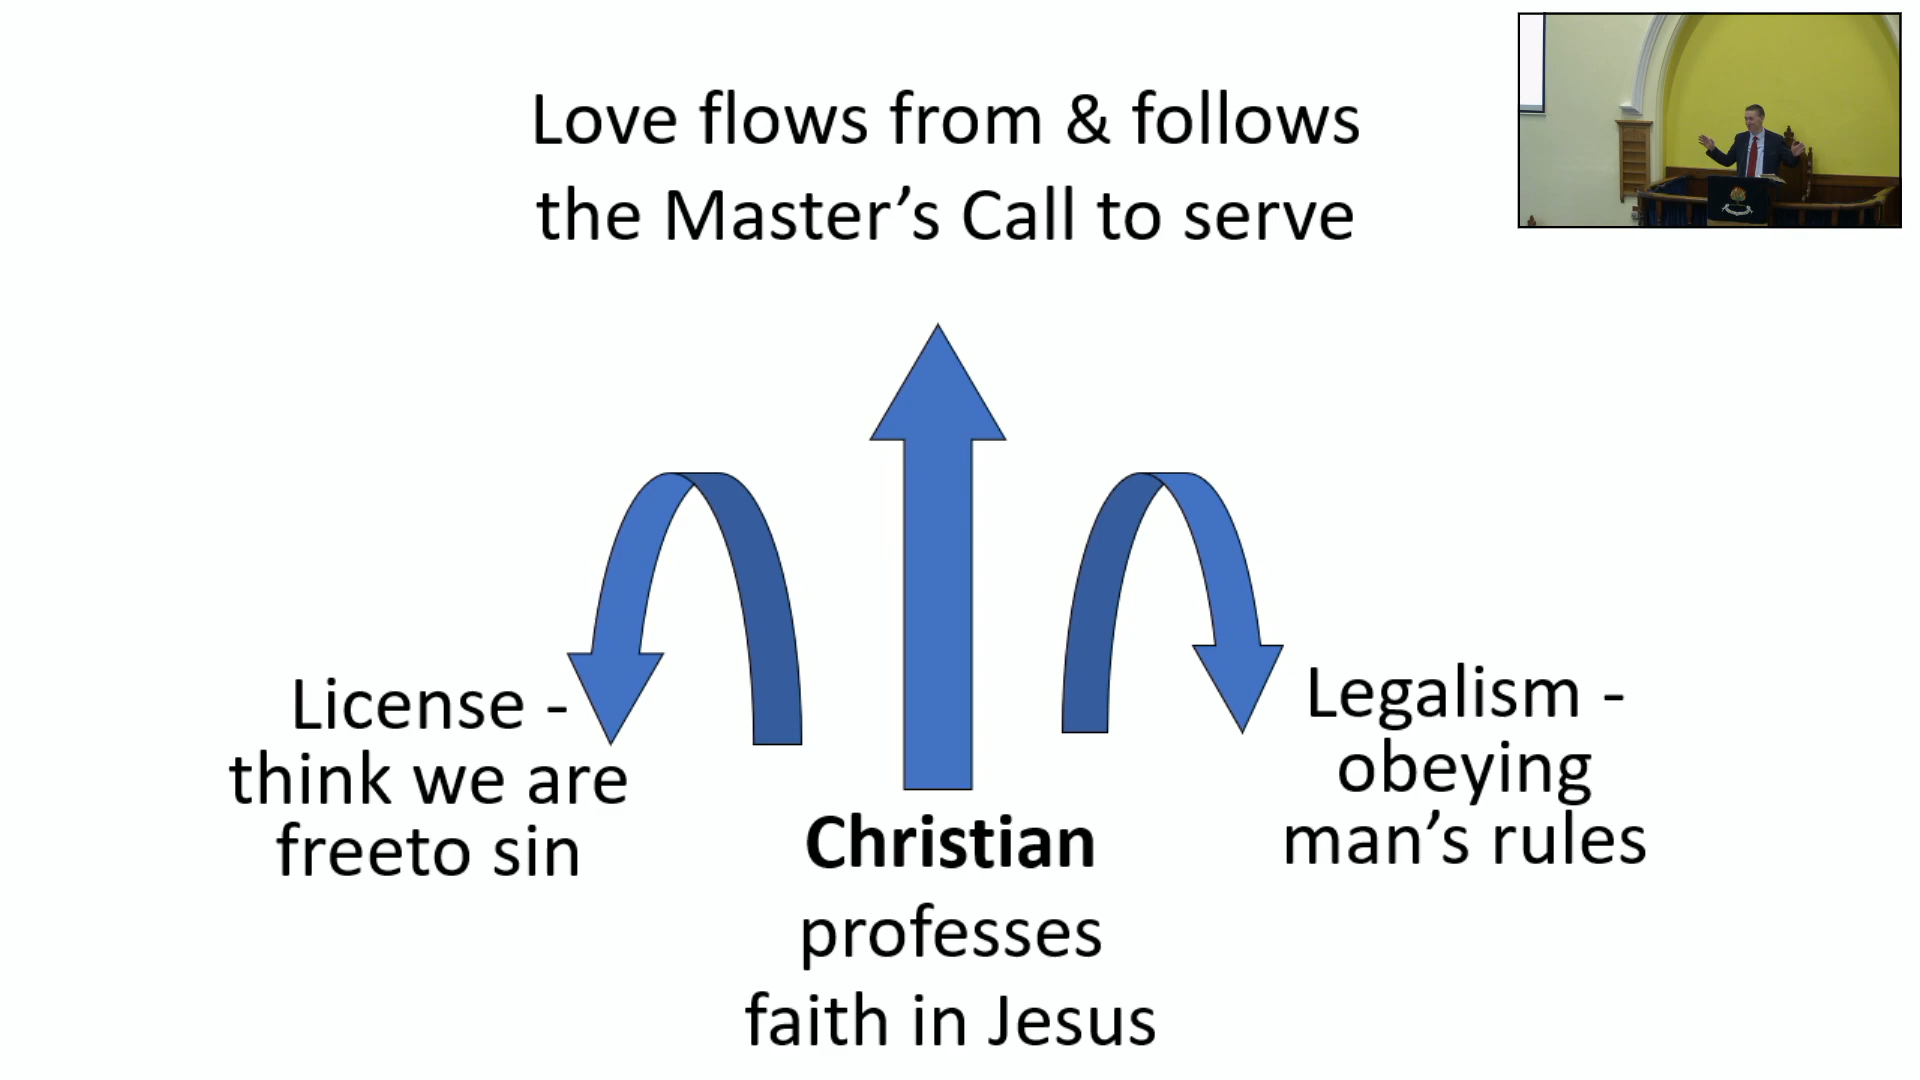 Love flows from & follows
the Master’s Call to serve
License -
think we are
freeto sin
Legalism -
obeying
man’s rules
Christian
professes
faith in Jesus